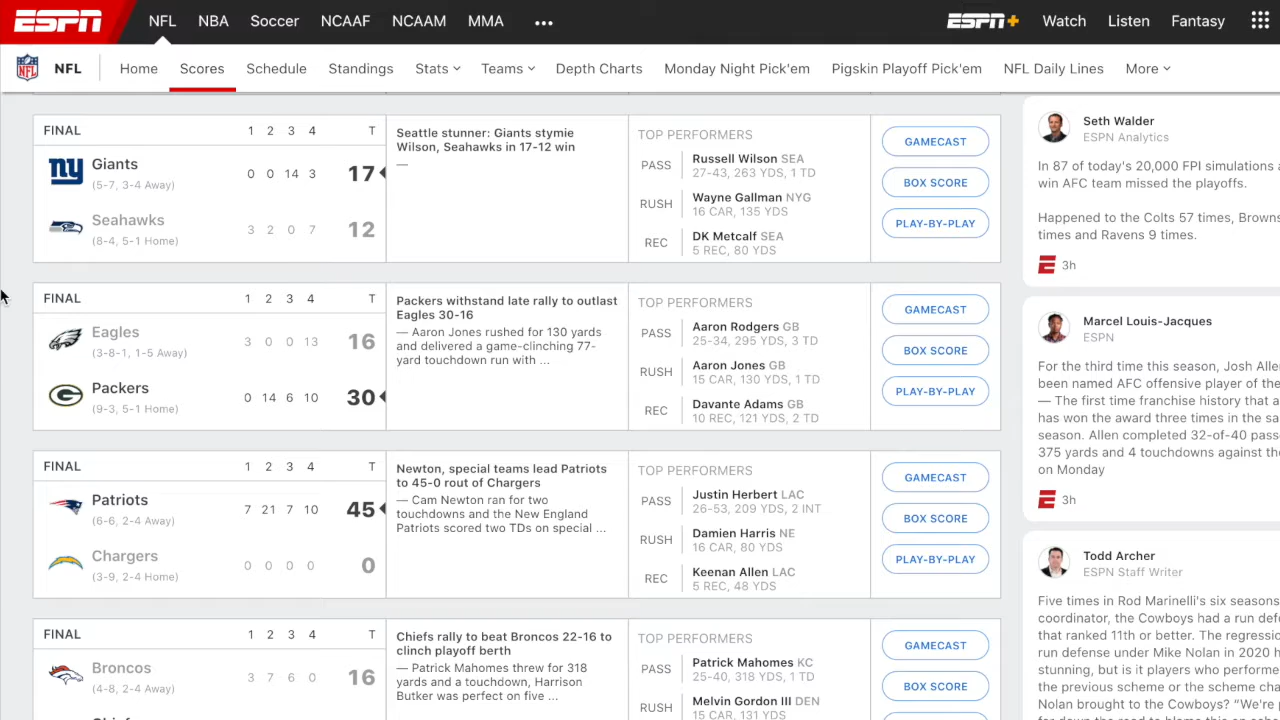 ESPN NFL NBA Soccer NCAAF NCAAM MMA ... ESPN+ Watch Listen Fantasy
NFL NFL Home Scores Schedule Standings Stats Teams Depth Charts Monday Night Pick'em Pigskin Playoff Pick'em NFL Daily Lines More
FINAL 1 2 3 4 T
ny Giants 0 0 14 3 17
(5-7, 3-4 Away)
Seahawks 3 2 0 7 12
(8-4, 5-1 Home)
Seattle stunner: Giants stymie
Wilson, Seahawks in 17-12 win
—
TOP PERFORMERS
PASS Russell Wilson SEA
27-43, 263 YDS, 1 TD
RUSH Wayne Gallman NYG
16 CAR, 135 YDS
REC DK Metcalf SEA
5 REC, 80 YDS
GAMECAST
BOX SCORE
PLAY-BY-PLAY
FINAL 1 2 3 4 T
Eagles 3 0 0 13 16
(3-8-1, 1-5 Away)
G Packers 0 14 6 10 30
(9-3, 5-1 Home)
Packers withstand late rally to outlast
Eagles 30-16
— Aaron Jones rushed for 130 yards
and delivered a game-clinching 77-
yard touchdown run with ...
TOP PERFORMERS
PASS Aaron Rodgers GB
25-34, 295 YDS, 3 TD
RUSH Aaron Jones GB
15 CAR, 130 YDS, 1 TD
REC Davante Adams GB
10 REC, 121 YDS, 2 TD
GAMECAST
BOX SCORE
PLAY-BY-PLAY
FINAL 1 2 3 4 T
Patriots 7 21 7 10 45
(6-6, 2-4 Away)
Chargers 0 0 0 0 0
(3-9, 2-4 Home)
Newton, special teams lead Patriots
to 45-0 rout of Chargers
— Cam Newton ran for two
touchdowns and the New England
Patriots scored two TDs on special ...
TOP PERFORMERS
PASS Justin Herbert LAC
26-53, 209 YDS, 2 INT
RUSH Damien Harris NE
16 CAR, 80 YDS
REC Keenan Allen LAC
5 REC, 48 YDS
GAMECAST
BOX SCORE
PLAY-BY-PLAY
FINAL 1 2 3 4 T
Broncos 3 7 6 0 16
(4-8, 2-4 Away)
Chiefs rally to beat Broncos 22-16 to
clinch playoff berth
— Patrick Mahomes threw for 318
yards and a touchdown, Harrison
Butker was perfect on five ...
TOP PERFORMERS
PASS Patrick Mahomes KC
25-40, 318 YDS, 1 TD
RUSH Melvin Gordon III DEN
15 CAR, 131 YDS
GAMECAST
BOX SCORE
Seth Walder
ESPN Analytics
In 87 of today's 20,000 FPI simulations a
win AFC team missed the playoffs.
Happened to the Colts 57 times, Browns
times and Ravens 9 times.
E 3h
Marcel Louis-Jacques
ESPN
For the third time this season, Josh Aller
been named AFC offensive player of the
— The first time franchise history that a
has won the award three times in the sa
season. Allen completed 32-of-40 pass
375 yards and 4 touchdowns against the
on Monday
E 3h
Todd Archer
ESPN Staff Writer
Five times in Rod Marinelli's six seasons
coordinator, the Cowboys had a run defe
that ranked 11th or better. The regressio
run defense under Mike Nolan in 2020 h
stunning, but is it players who performe
the previous scheme or the scheme cha
Nolan brought to the Cowboys? "We're p